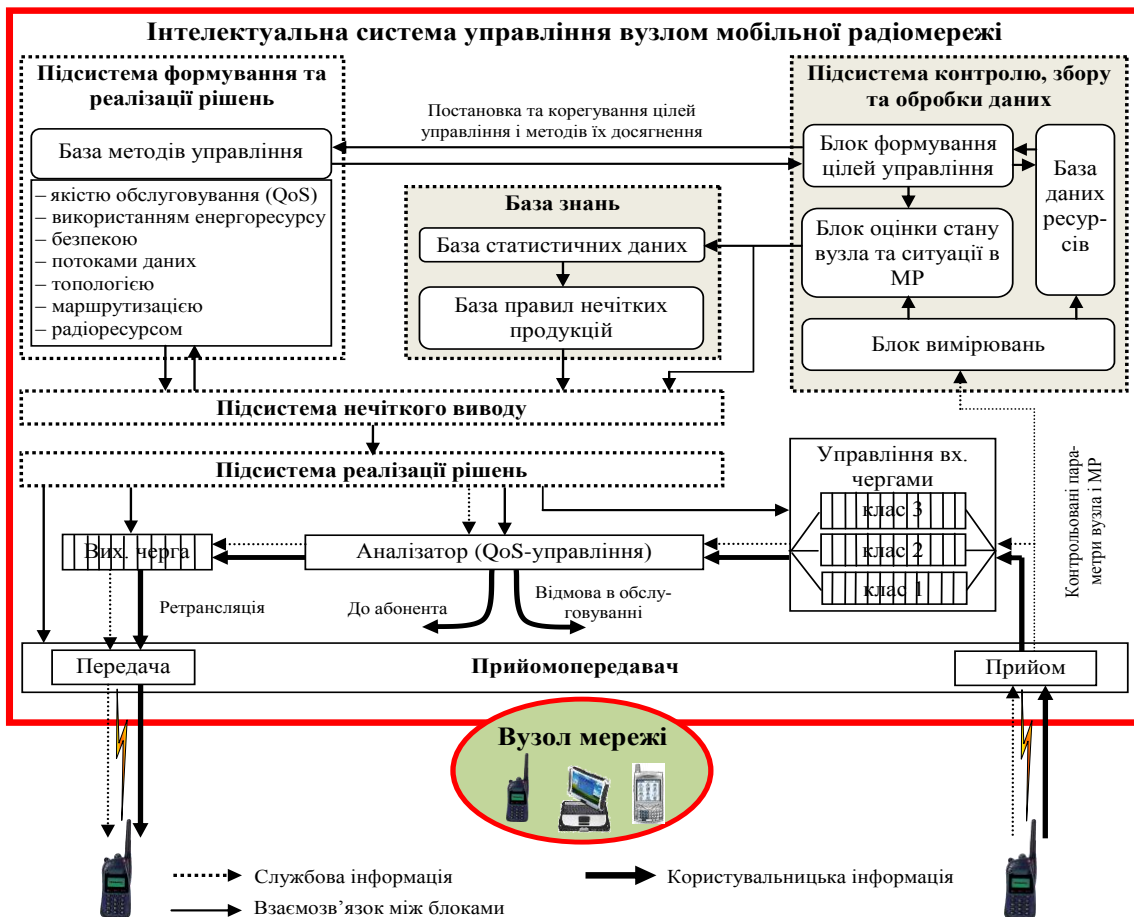 Інтелектуальна система управління вузлом мобільної радіомережі
Підсистема формування та
реалізації рішень
База методів управління
– якістю обслуговування (QoS)
– використанням енергоресурсу
– безпекою
– потоками даних
– топологією
– маршрутизацією
– радіоресурсом
Постановка та корегування цілей
управління і методів їх досягнення
База знань
База статистичних даних
База правил нечітких
продукцій
Підсистема контролю, збору
та обробки даних
Блок формування
цілей управління
База
даних
ресур-
сів
Блок оцінки стану
вузла та ситуації в
МР
Блок вимірювань
Підсистема нечіткого виводу
Підсистема реалізації рішень
Управління вх.
чергами
клас 3
клас 2
клас 1
Контрольовані пара-
метри вузла і МР
Вих. черга
Аналізатор (QoS-управління)
Ретрансляція
До абонента
Відмова в обслу-
говуванні
Передача
Прийомопередавач
Прийом
Вузол мережі
Службова інформація
Користувальницька інформація
Взаємозв'язок між блоками